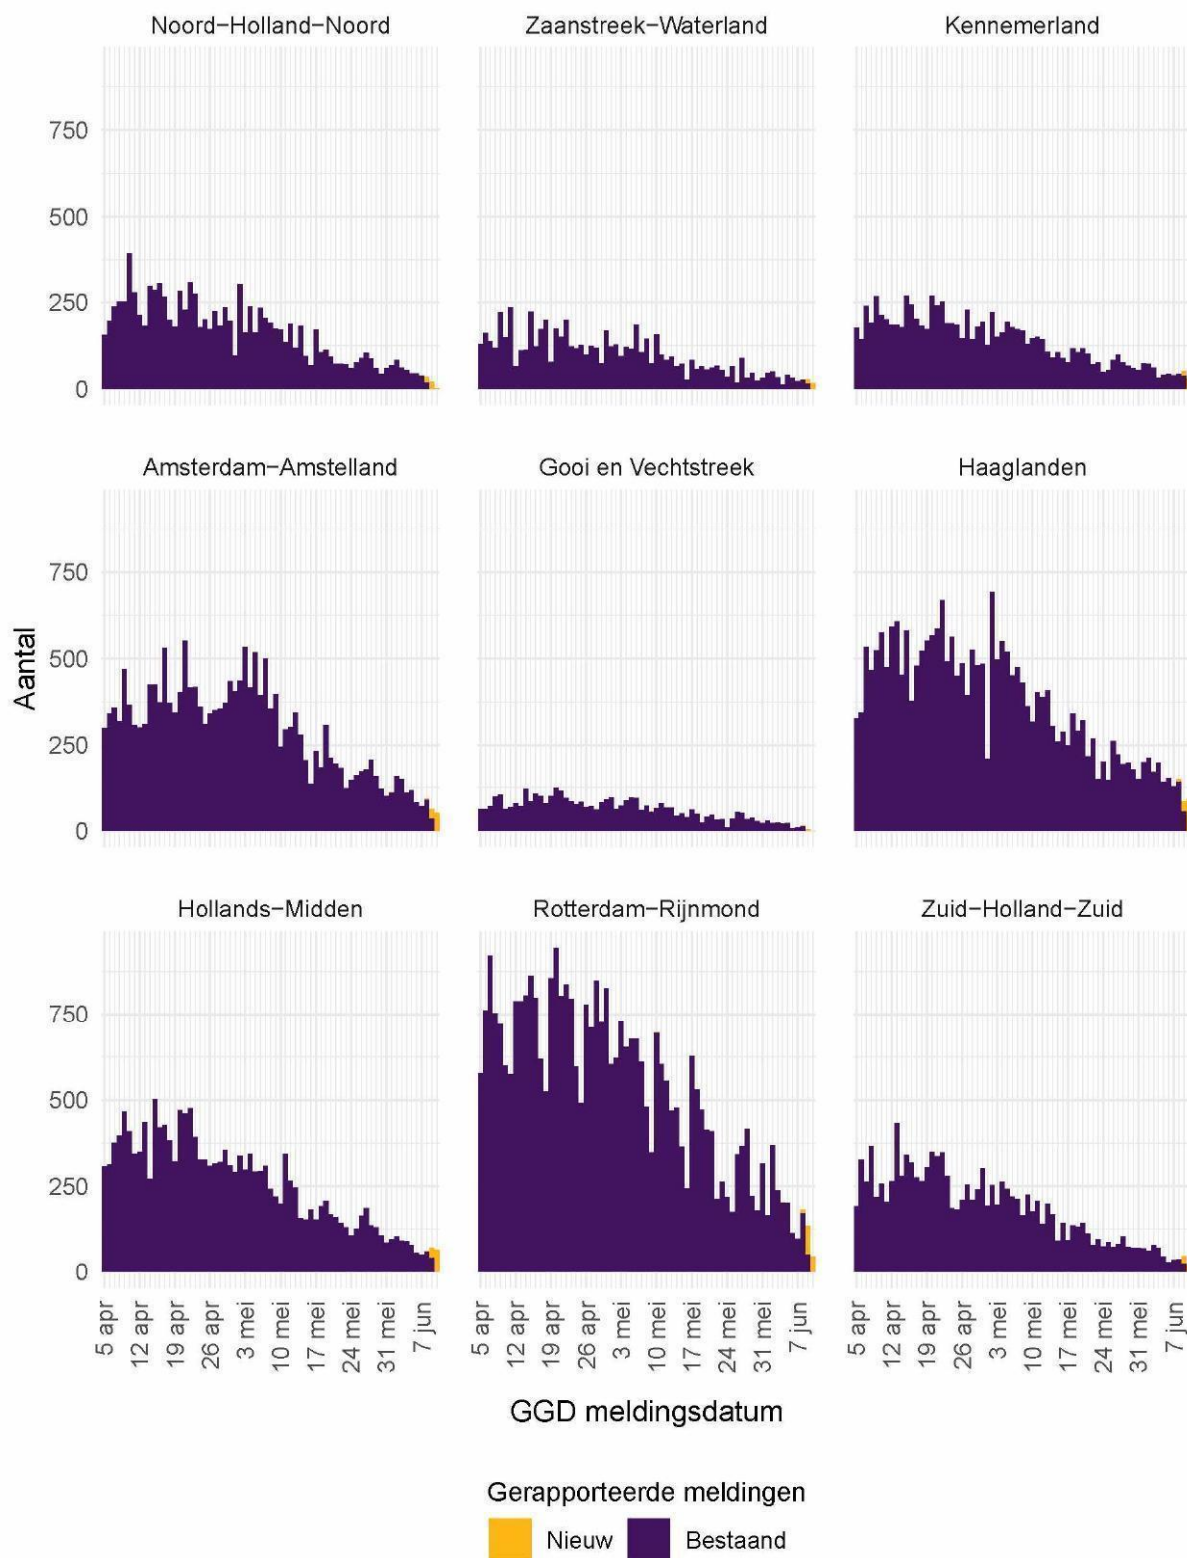 Noord-Holland-Noord
Zaanstreek-Waterland
Kennemerland
750
500
250
0
Amsterdam-Amstelland
Gooi en Vechtstreek
Haaglanden
750
500
250
0
Aantal
Hollands-Midden
Rotterdam-Rijnmond
Zuid-Holland-Zuid
750
500
250
0
5 apr
12 apr
19 apr
26 apr
3 mei
10 mei
17 mei
24 mei
31 mei
7 jun
5 apr
12 apr
19 apr
26 apr
3 mei
10 mei
17 mei
24 mei
31 mei
7 jun
5 apr
12 apr
19 apr
26 apr
3 mei
10 mei
17 mei
24 mei
31 mei
7 jun
GGD meldingsdatum
Gerapporteerde meldingen
Nieuw
Bestaand